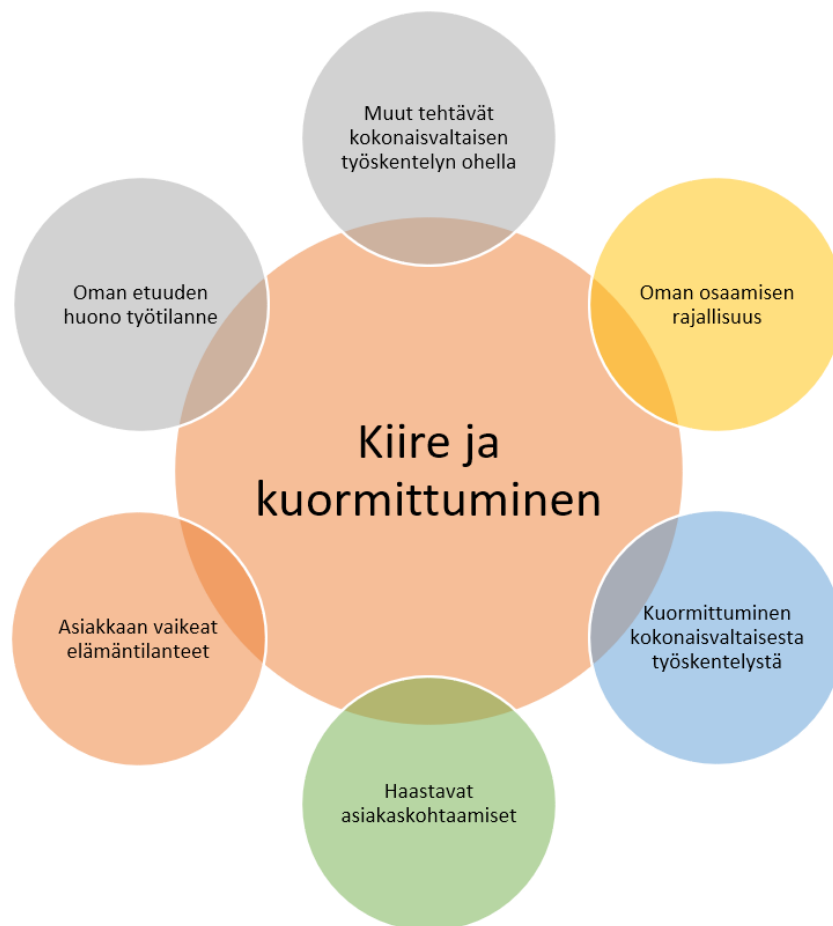 Muut tehtävät
kokonaisvaltaisen
työskentelyn ohella
Oman etuuden
huono työtilanne
Oman osaamisen
rajallisuus
Kiire ja
kuormittuminen
Asiakkaan vaikeat
elämäntilanteet
Kuormittuminen
kokonaisvaltaisesta
työskentelystä
Haastavat
asiakaskohtaamiset